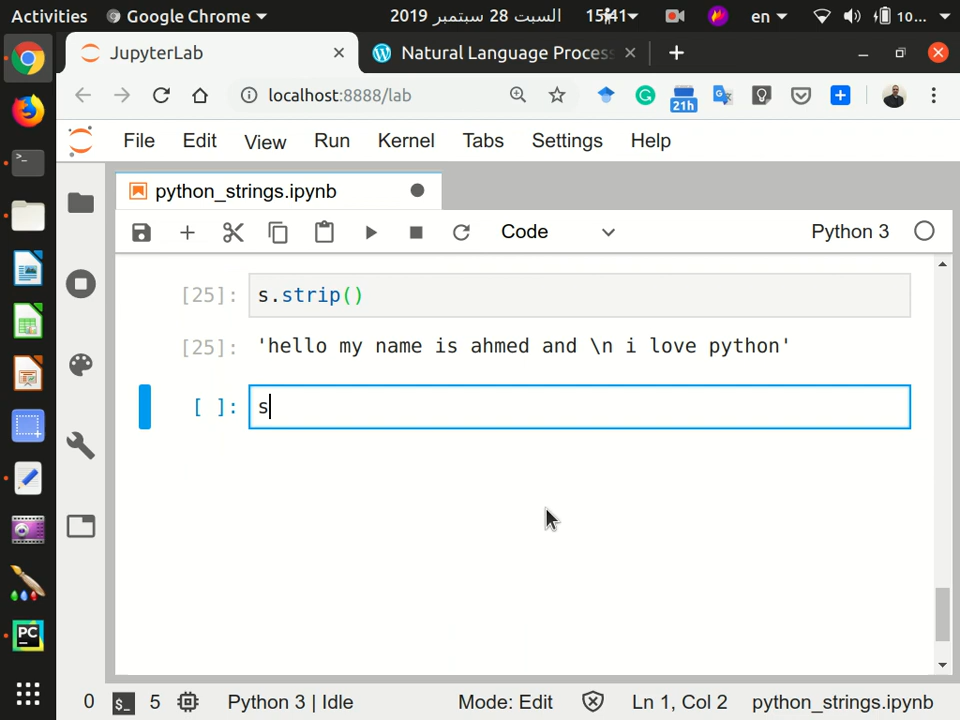 Activities Google Chrome 2019 السبت 28 سبتمبر 15:41 en 10...
JupyterLab Natural Language Process
localhost:8888/lab 21h
File Edit View Run Kernel Tabs Settings Help
python_strings.ipynb
Code Python 3
[25]: s.strip()
[25]: 'hello my name is ahmed and \n i love python'
[ ]: s
PC
0 $_ 5 Python 3 | Idle Mode: Edit Ln 1, Col 2 python_strings.ipynb